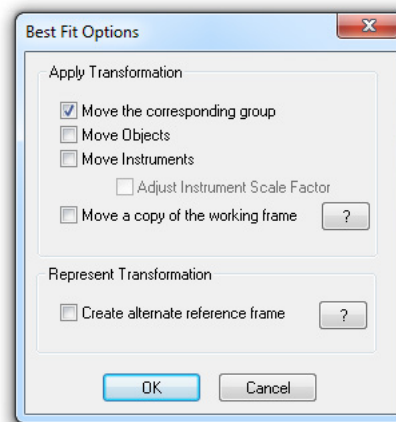 Best Fit Options
Apply Transformation
Move the corresponding group
Move Objects
Move Instruments
Adjust Instrument Scale Factor
Move a copy of the working frame ?
Represent Transformation
Create alternate reference frame ?
OK Cancel